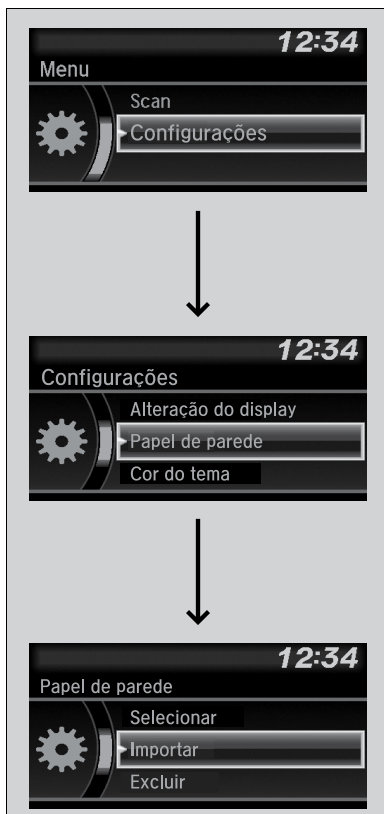 12:34
Menu
Scan
Configurações
12:34
Configurações
Alteração do display
Papel de parede
Cor do tema
12:34
Papel de parede
Selecionar
Importar
Excluir